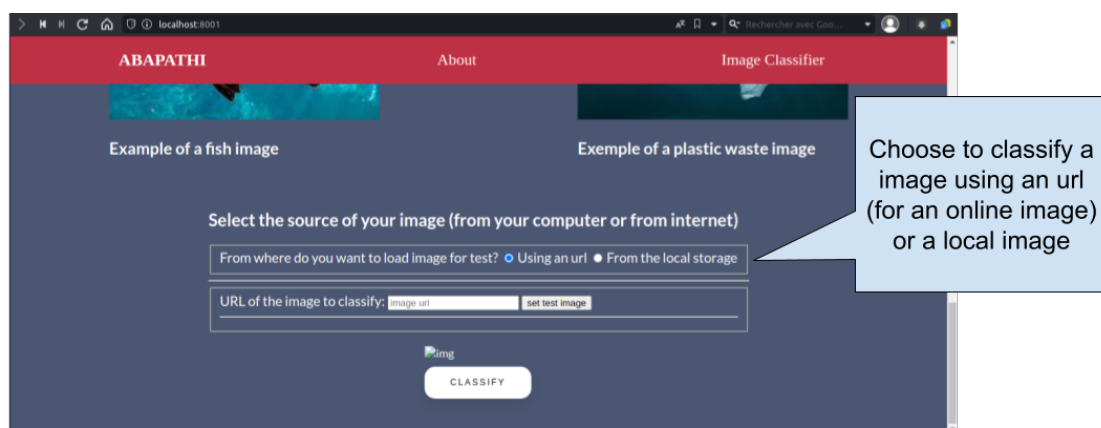 localhost:8001
Rechercher avec Goo...
ABAPATHI
About
Image Classifier
Example of a fish image
Exemple of a plastic waste image
Select the source of your image (from your computer or from internet)
From where do you want to load image for test? Using an url From the local storage
URL of the image to classify: image url set test image
img
CLASSIFY
Choose to classify a
image using an url
(for an online image)
or a local image